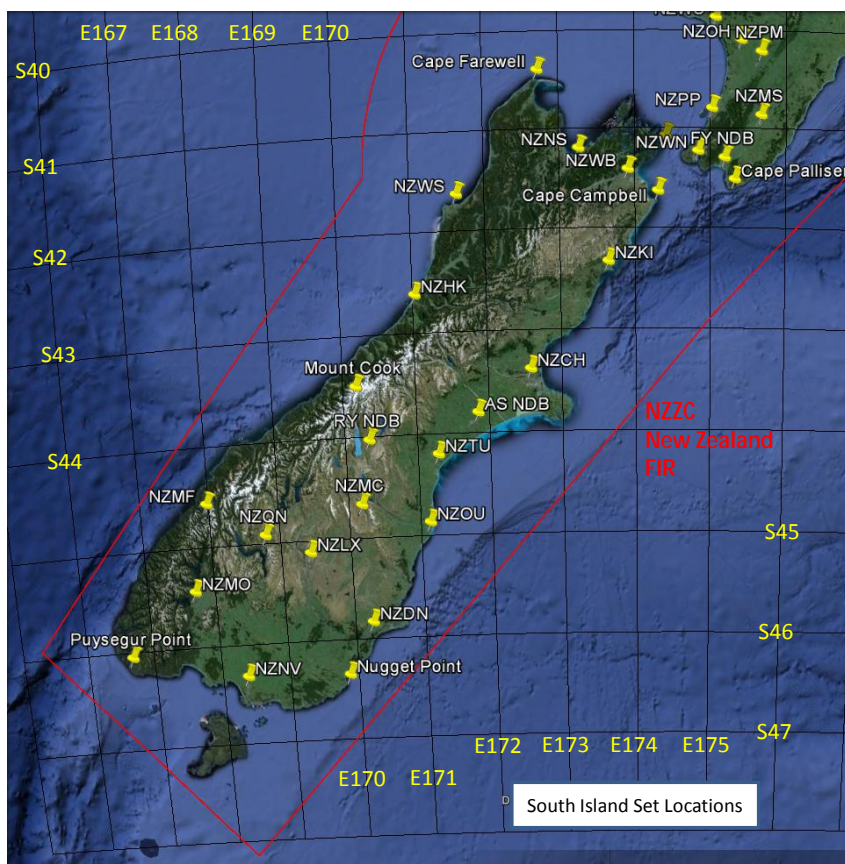 E167 E168 E169 E170
NZOH NZPM
S40
Cape Farewell
NZPP NZMS
NZNS NZWN FY NDB
NZWB
S41
Cape Palliser
NZWS
Cape Campbell
S42
NZKI
NZHK
S43
NZCH
Mount Cook
AS NDB
NZZC
New Zealand
FIR
RY NDB
NZTU
S44
NZMF NZMC
NZQN NZOU
S45
NZLX
NZMO
NZDN
S46
Puysegur Point
NZNV Nugget Point
S47
E172 E173 E174 E175
E170 E171
South Island Set Locations